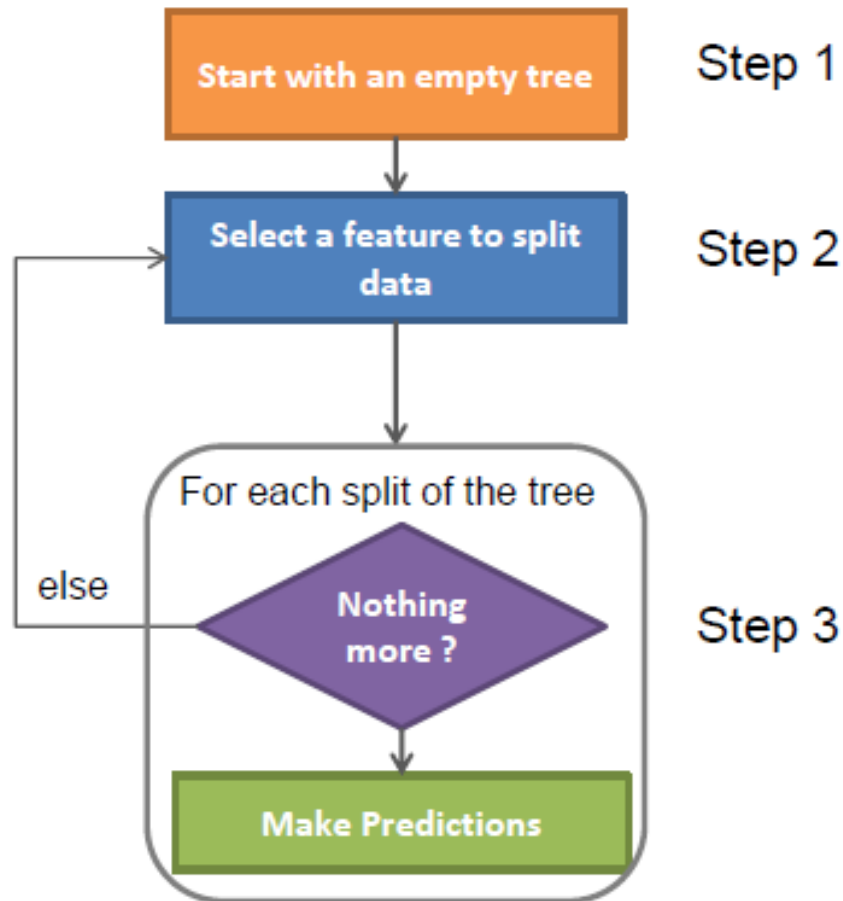 Start with an empty tree
Step 1
Select a feature to split
data
Step 2
For each split of the tree
else
Nothing
more ?
Step 3
Make Predictions